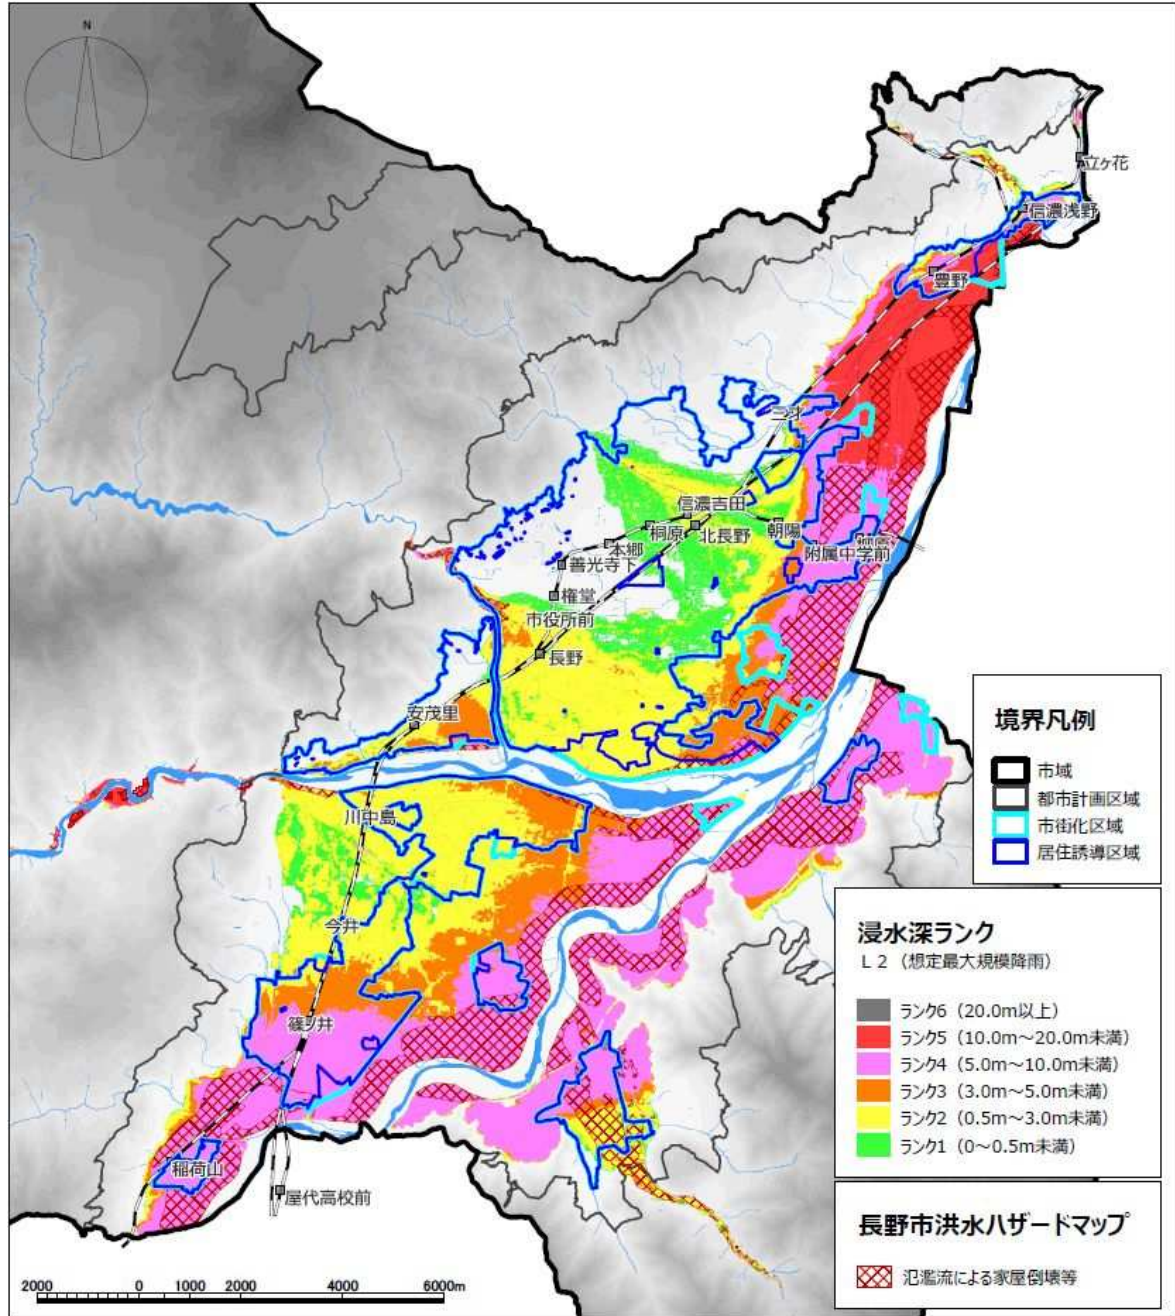 N
立ヶ花
信濃浅野
豊野
三才
信濃吉田
朝陽
桐原
北長野
附属中学前
本郷
善光寺下
権堂
市役所前
長野
安茂里
川中島
今井
篠ノ井
稲荷山
屋代高校前
境界凡例
市域
都市計画区域
市街化区域
居住誘導区域
浸水深ランク
L2（想定最大規模降雨）
ランク6（20.0m以上）
ランク5（10.0m～20.0m未満）
ランク4（5.0m～10.0m未満）
ランク3（3.0m～5.0m未満）
ランク2（0.5m～3.0m未満）
ランク1（0～0.5m未満）
長野市洪水ハザードマップ
氾濫流による家屋倒壊等
2000 0 1000 2000 4000 6000m